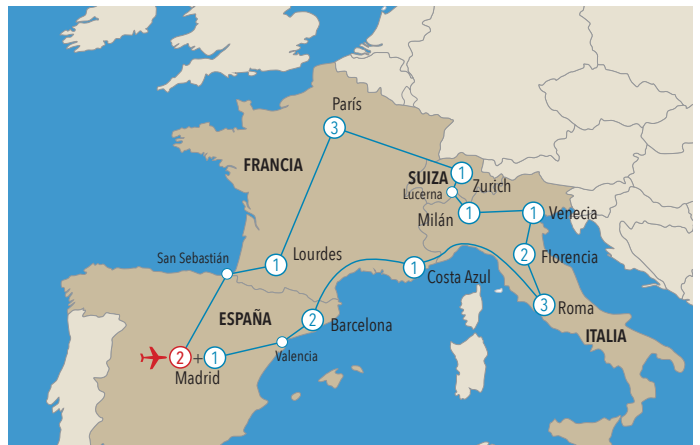 París
3
FRANCIA
SUIZA
1
Zurich
Lucerna
Milán
1
1
Venecia
San Sebastián
1
Lourdes
1
Costa Azul
2
Florencia
3
Roma
ITALIA
ESPAÑA
2
Barcelona
Valencia
2
+
1
Madrid